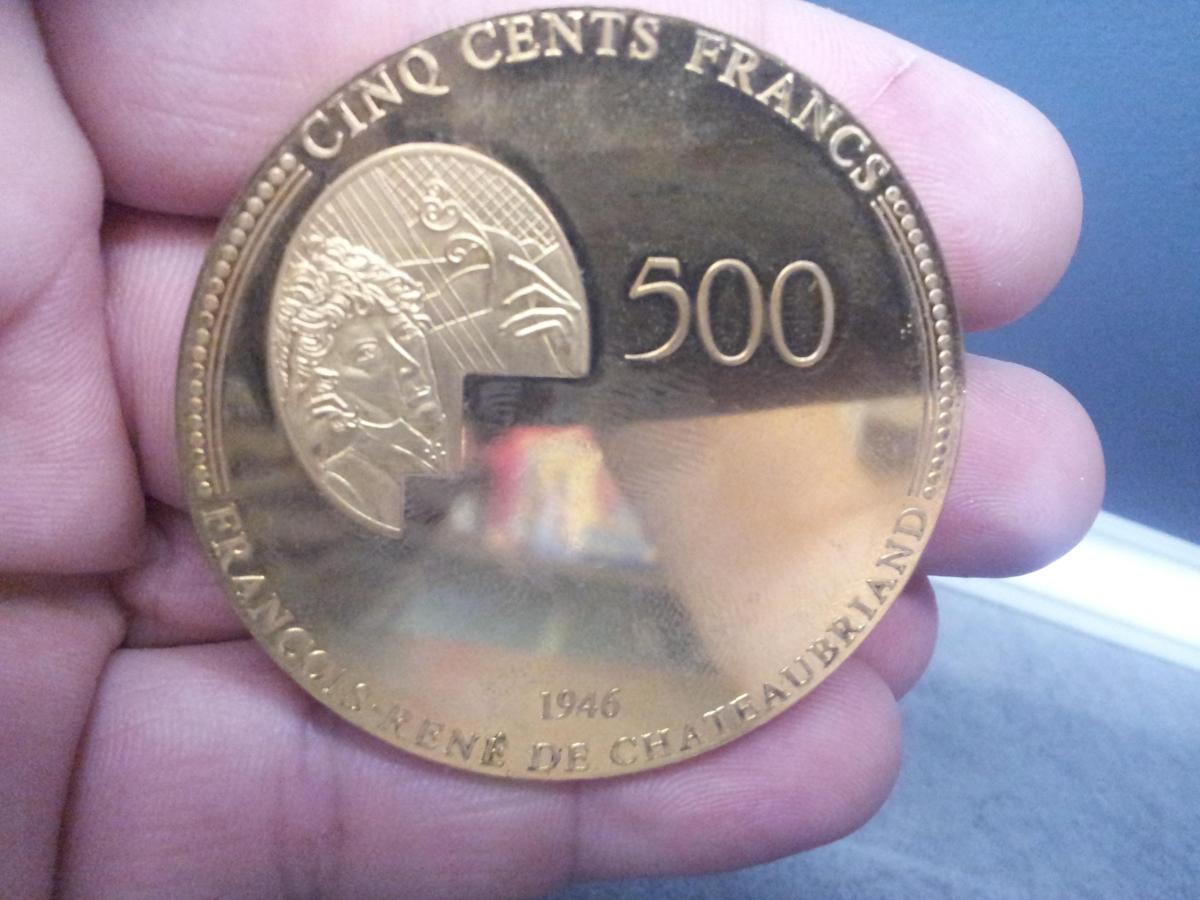 CINQ CENTS FRANCS
500
1946
FRANÇOIS-RENÉ DE CHATEAUBRIAND